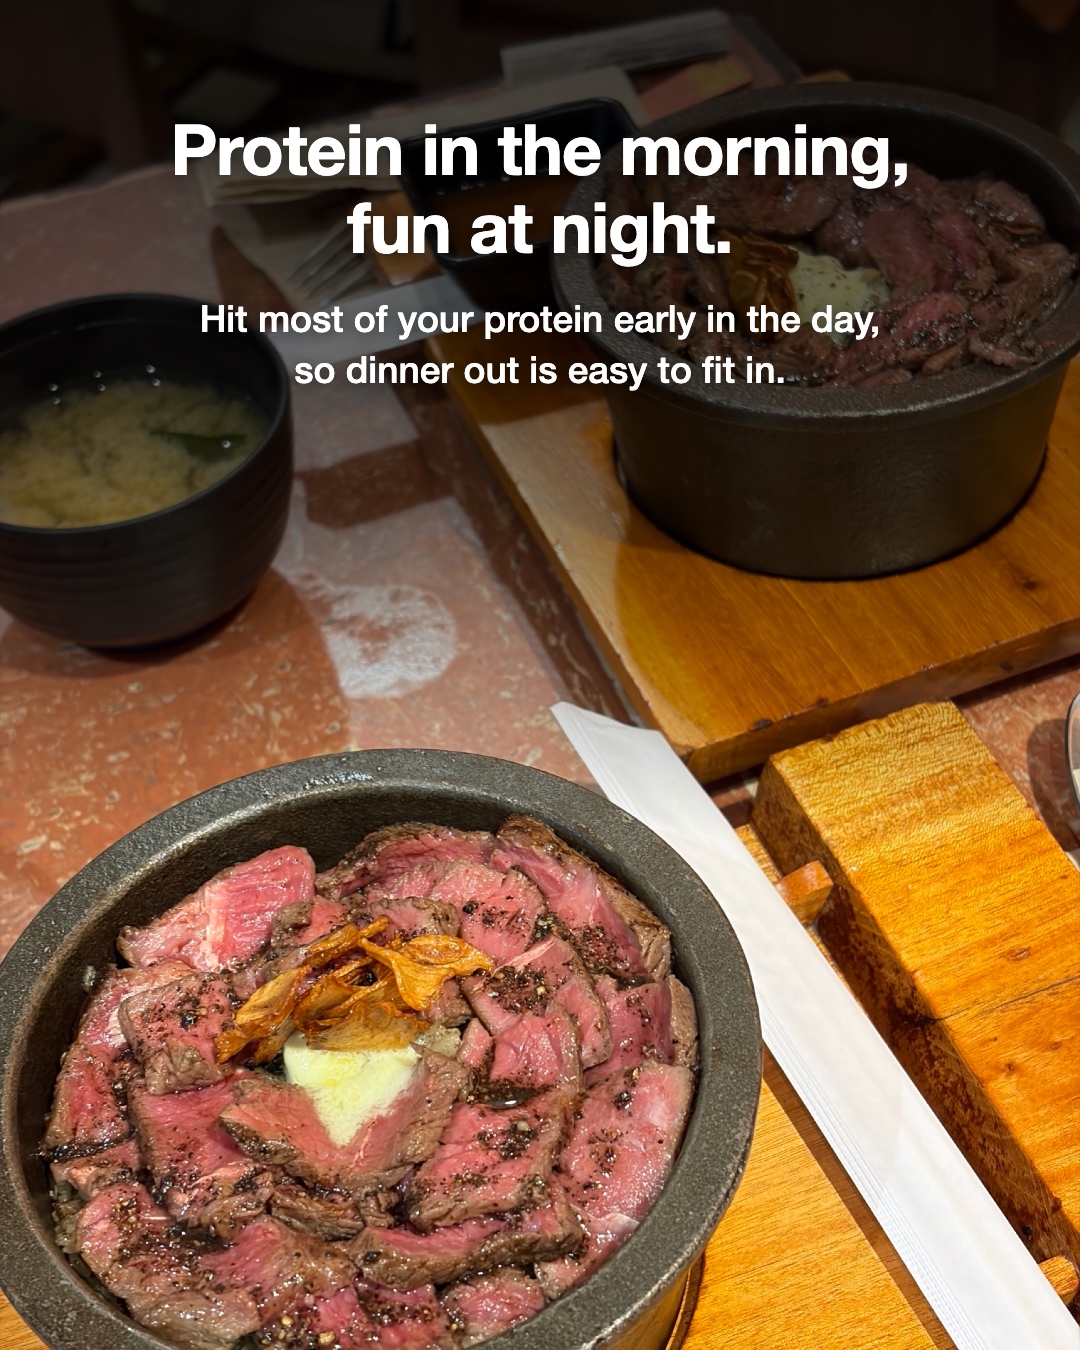 Protein in the morning,
fun at night.
Hit most of your protein early in the day,
so dinner out is easy to fit in.